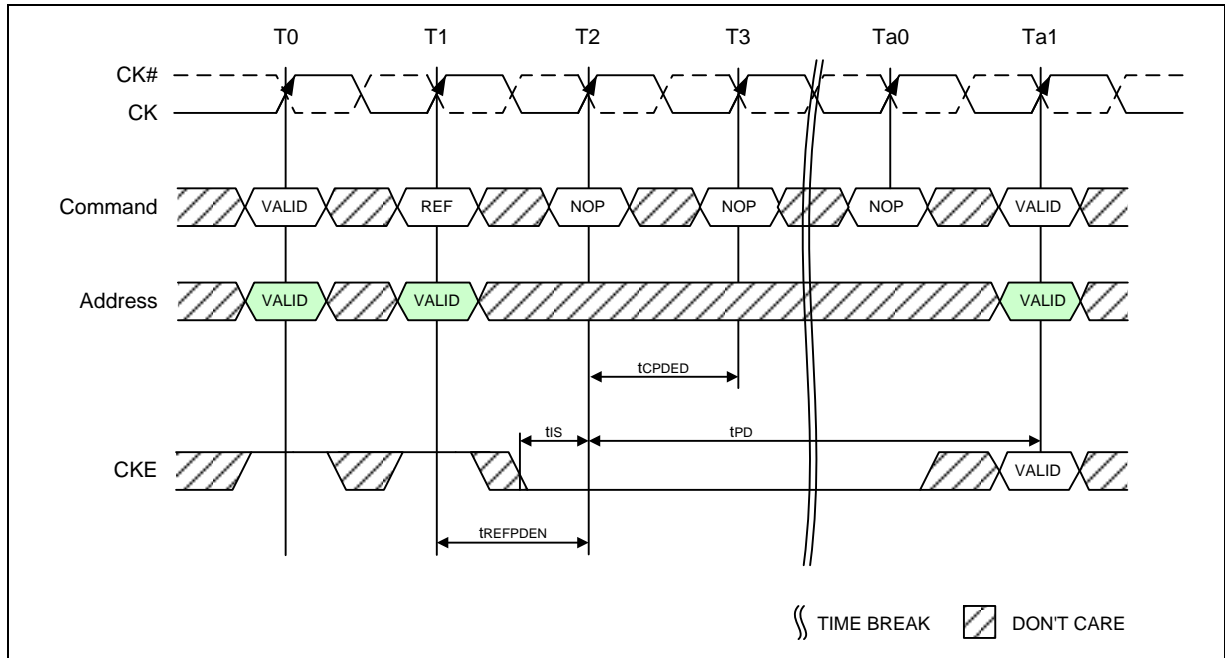 T0 T1 T2 T3 Ta0 Ta1
CK#
CK
Command VALID REF NOP NOP NOP VALID
Address VALID VALID VALID
tCPDED
tIS tPD
CKE VALID
tREFPDEN
TIME BREAK DON'T CARE